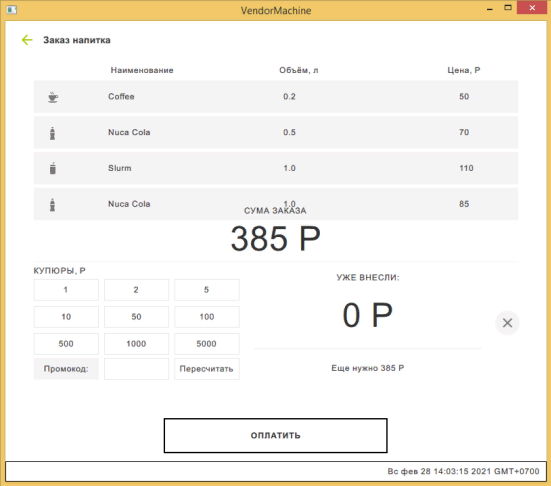 VendorMachine
Заказ напитка
Наименование Объём, л Цена, Р
Coffee 0.2 50
Nuca Cola 0.5 70
Slurm 1.0 110
Nuca Cola 1.0 85
СУМА ЗАКАЗА
385 Р
КУПЮРЫ, Р
УЖЕ ВНЕСЛИ:
1 2 5
10 50 100
0 Р
500 1000 5000
Промокод: Пересчитать
Еще нужно 385 Р
ОПЛАТИТЬ
Вс фев 28 14:03:15 2021 GMT+0700